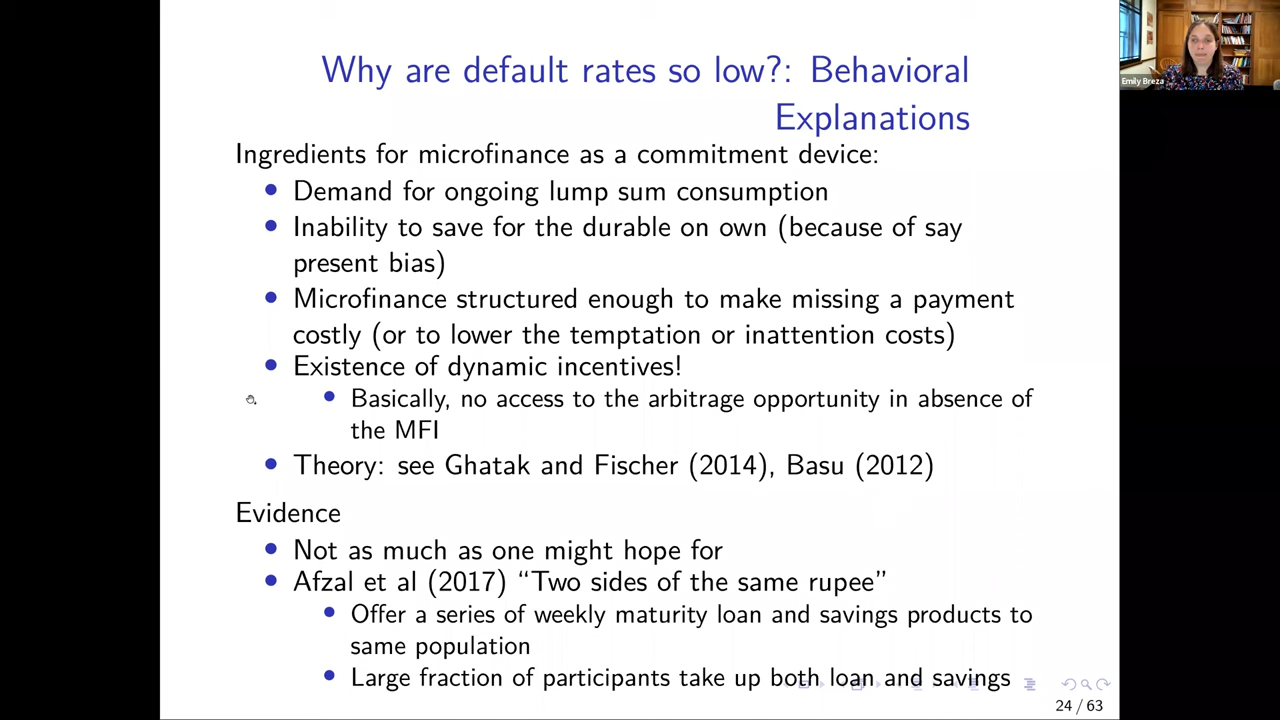 Why are default rates so low?: Behavioral
Explanations
Ingredients for microfinance as a commitment device:
Demand for ongoing lump sum consumption
Inability to save for the durable on own (because of say
present bias)
Microfinance structured enough to make missing a payment
costly (or to lower the temptation or inattention costs)
Existence of dynamic incentives!
Basically, no access to the arbitrage opportunity in absence of
the MFI
Theory: see Ghatak and Fischer (2014), Basu (2012)
Evidence
Not as much as one might hope for
Afzal et al (2017) “Two sides of the same rupee”
Offer a series of weekly maturity loan and savings products to
same population
Large fraction of participants take up both loan and savings
24 / 63
Emily Breza